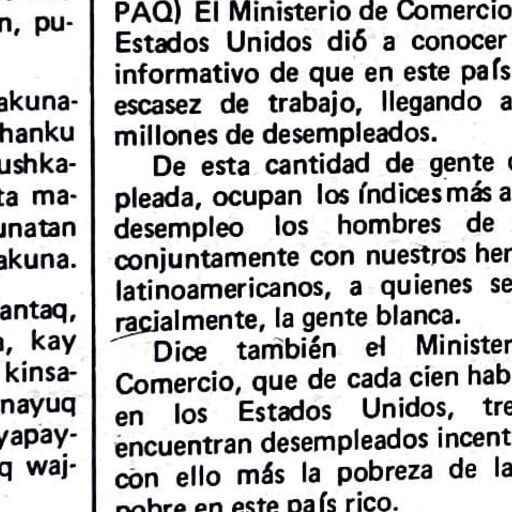 n, pu-
akuna-
hanku
ushka-
ta ma-
unatan
akuna.
antaq,
kay
kinsa-
nayuq
yapay-
q waj-
PAQ) El Ministerio de Comercio
Estados Unidos dió a conocer
informativo de que en este país
escasez de trabajo, llegando a
millones de desempleados.
De esta cantidad de gente
pleada, ocupan los índices más a
desempleo los hombres de
conjuntamente con nuestros her
latinoamericanos, a quienes se
racialmente, la gente blanca.
Dice también el Minister
Comercio, que de cada cien hab
en los Estados Unidos, tre
encuentran desempleados incent
con ello más la pobreza de la
pobre en este país rico.